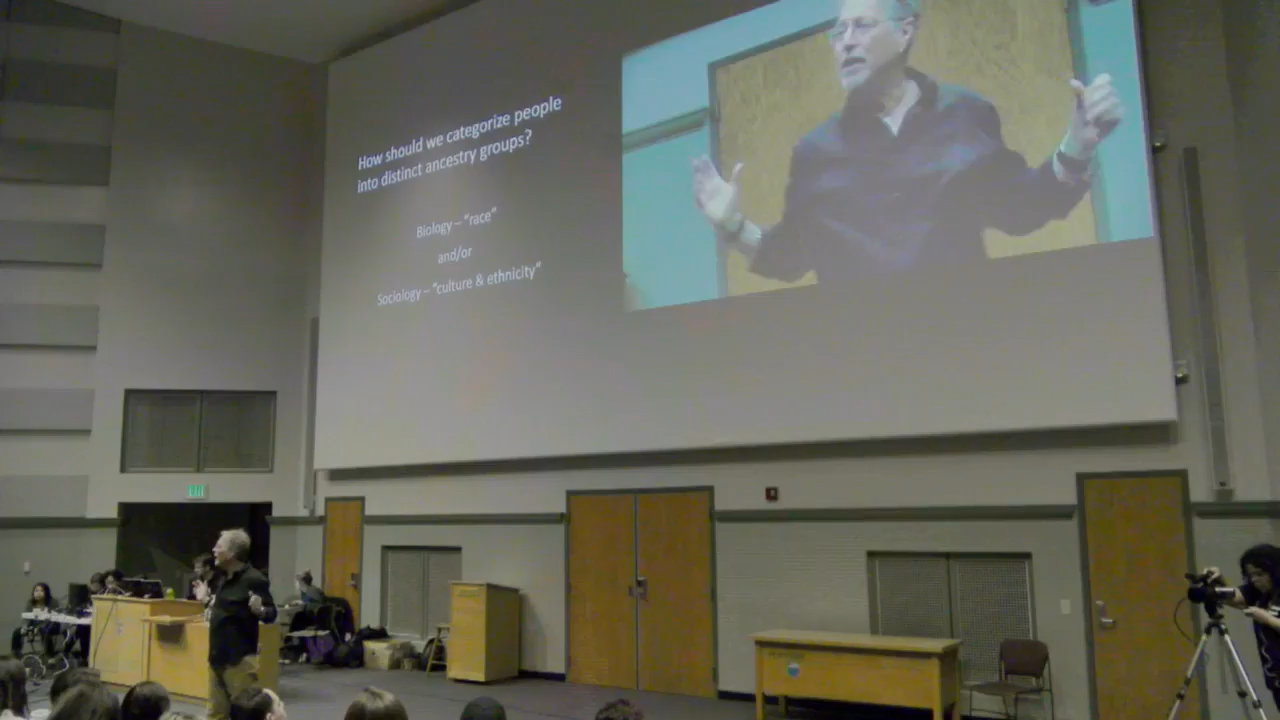 How should we categorize people
into distinct ancestry groups?
Biology – "race"
and/or
Sociology – "culture & ethnicity"